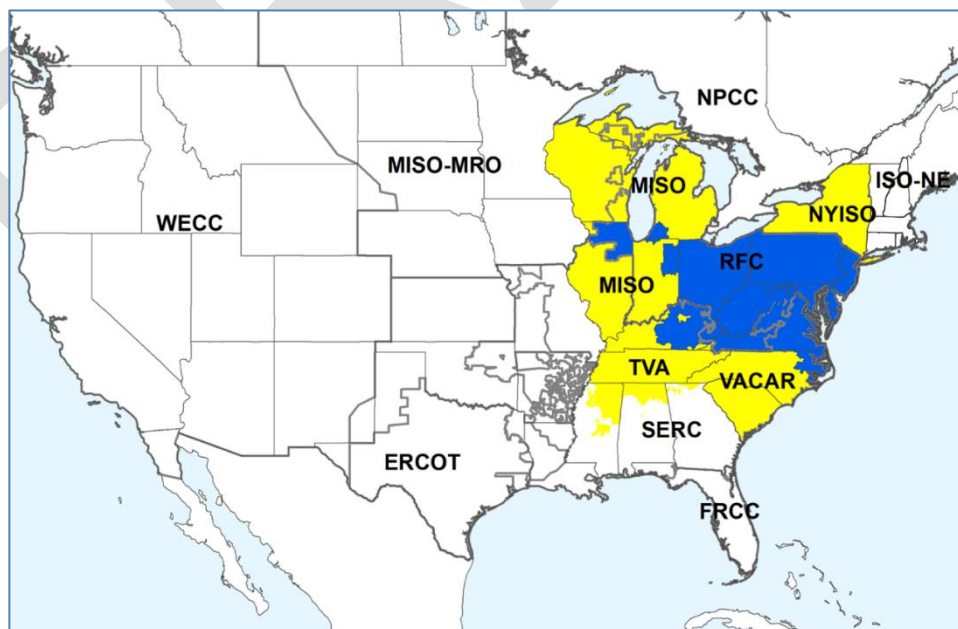 NPCC
MISO-MRO
MISO
ISO-NE
NYISO
WECC
RFC
MISO
TVA
VACAR
SERC
ERCOT
FRCC